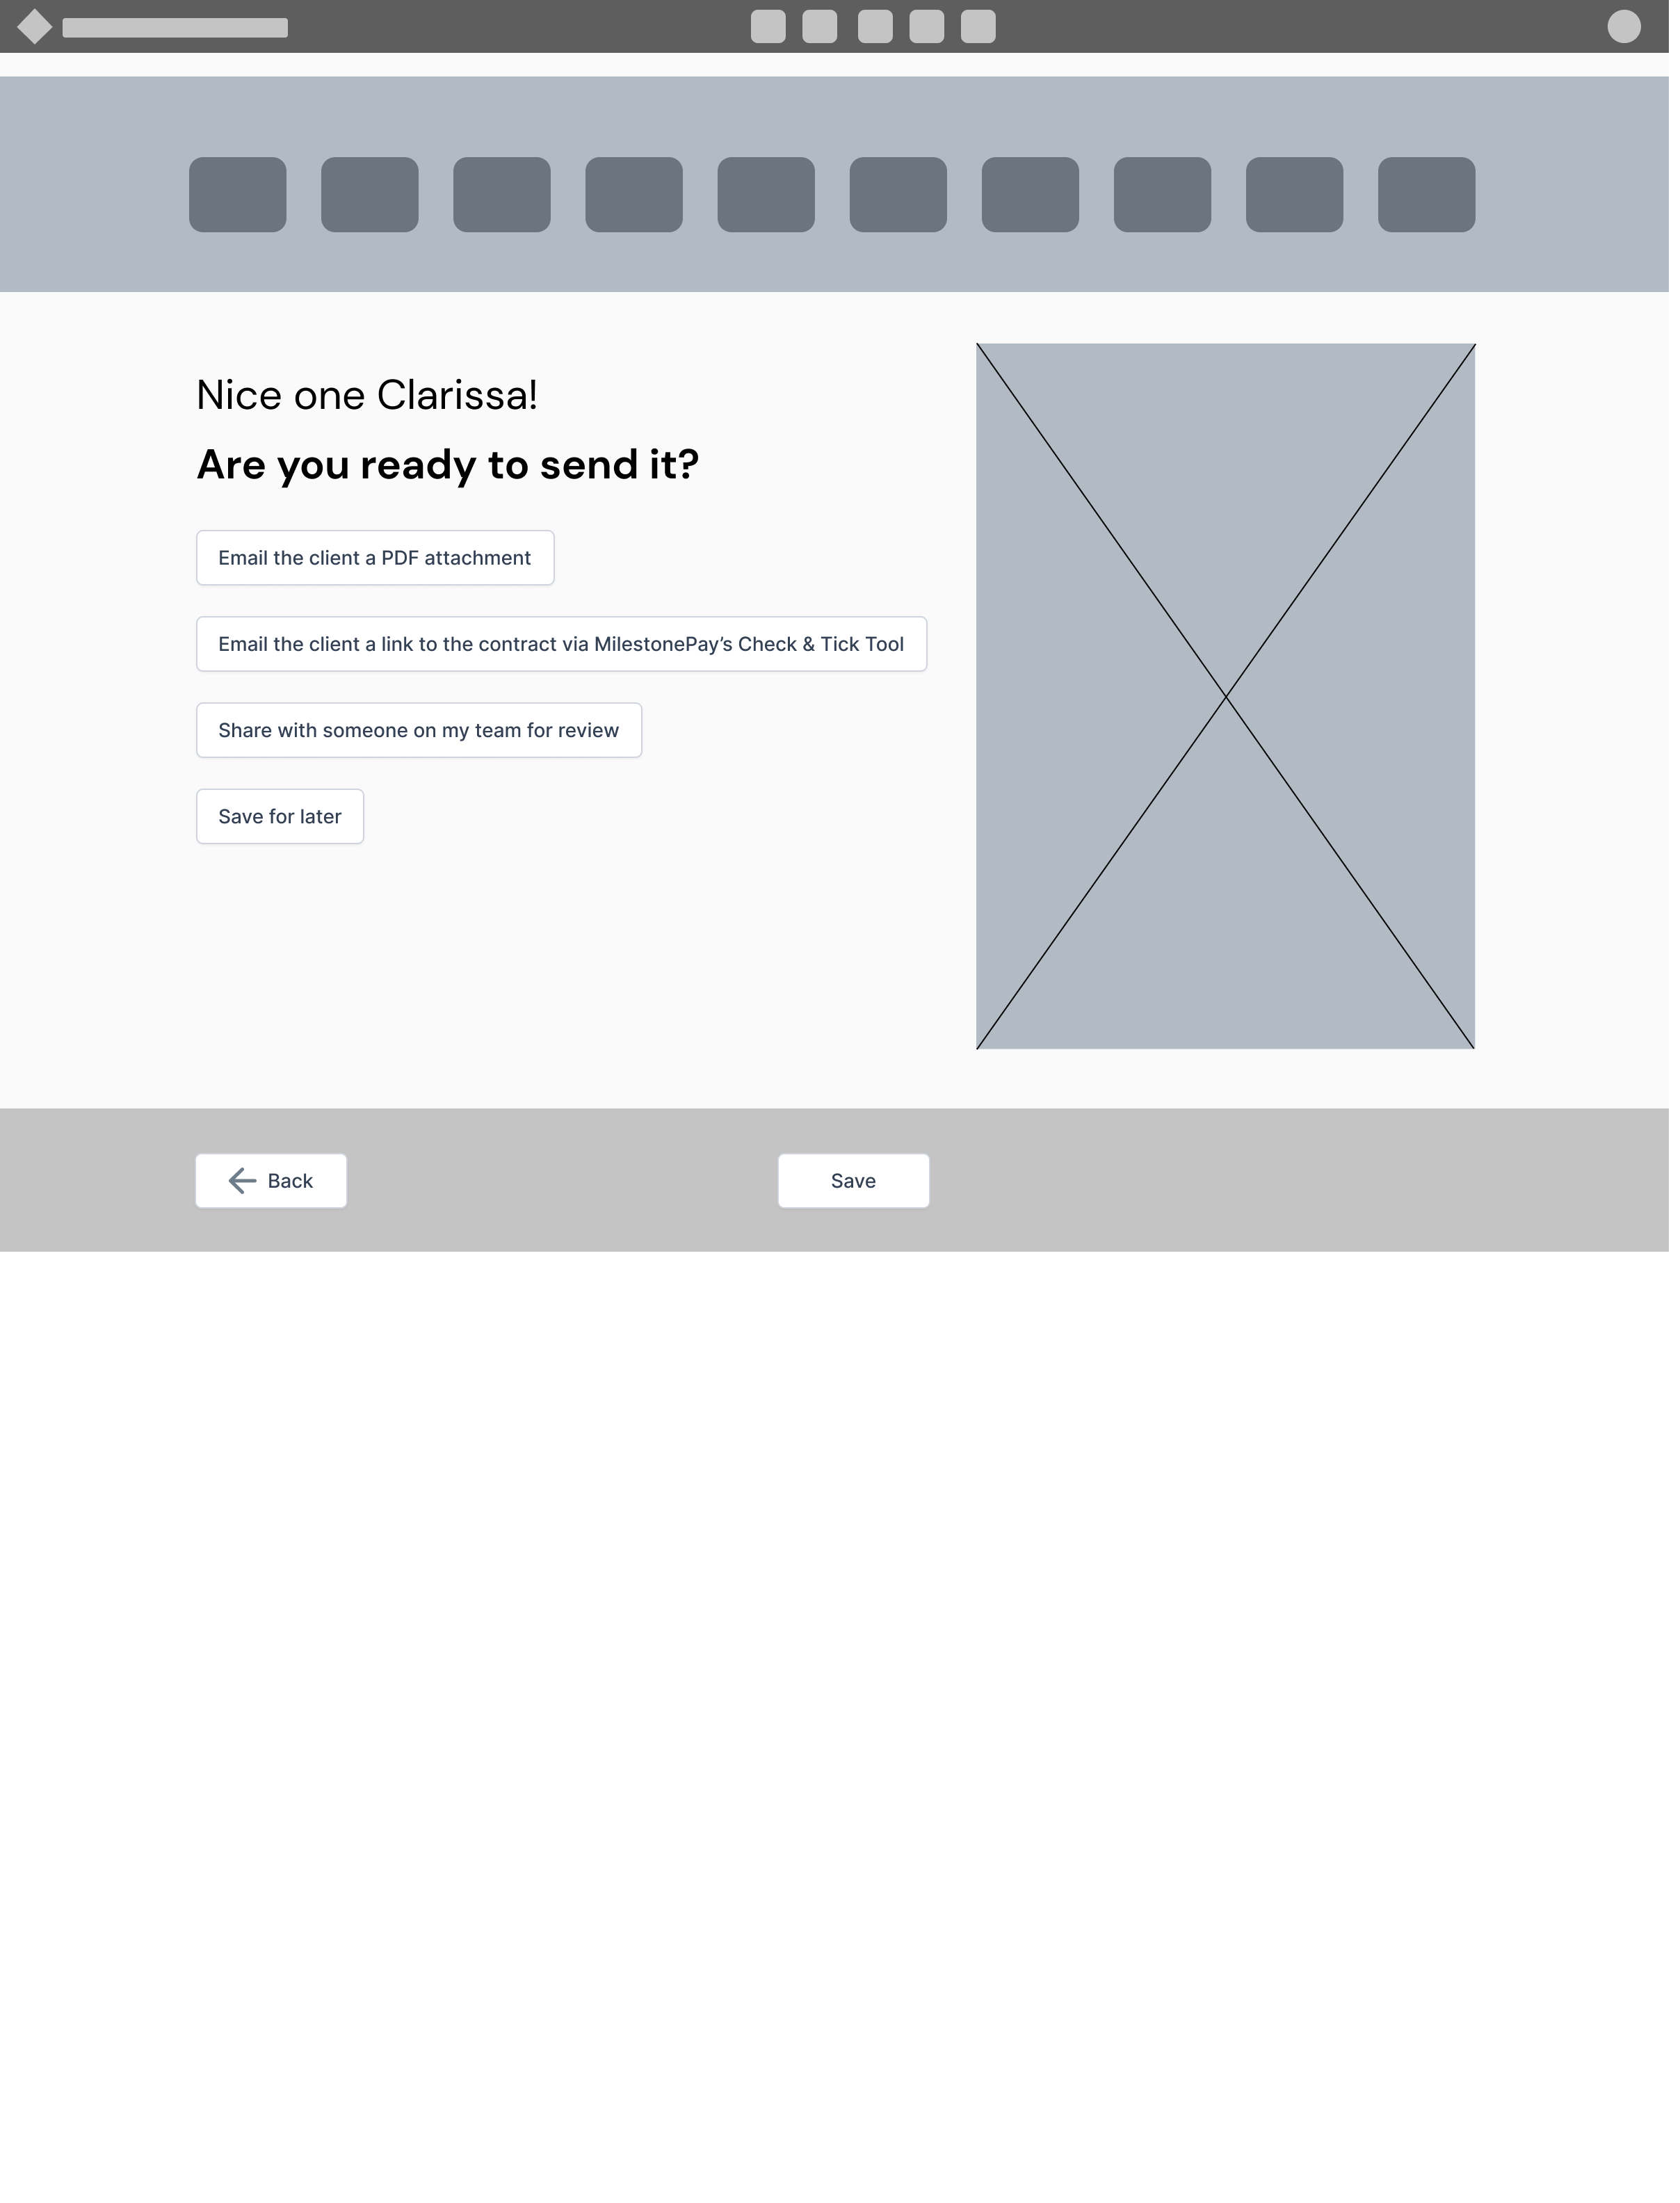 Nice one Clarissa!
Are you ready to send it?
Email the client a PDF attachment
Email the client a link to the contract via MilestonePay’s Check & Tick Tool
Share with someone on my team for review
Save for later
Back
Save